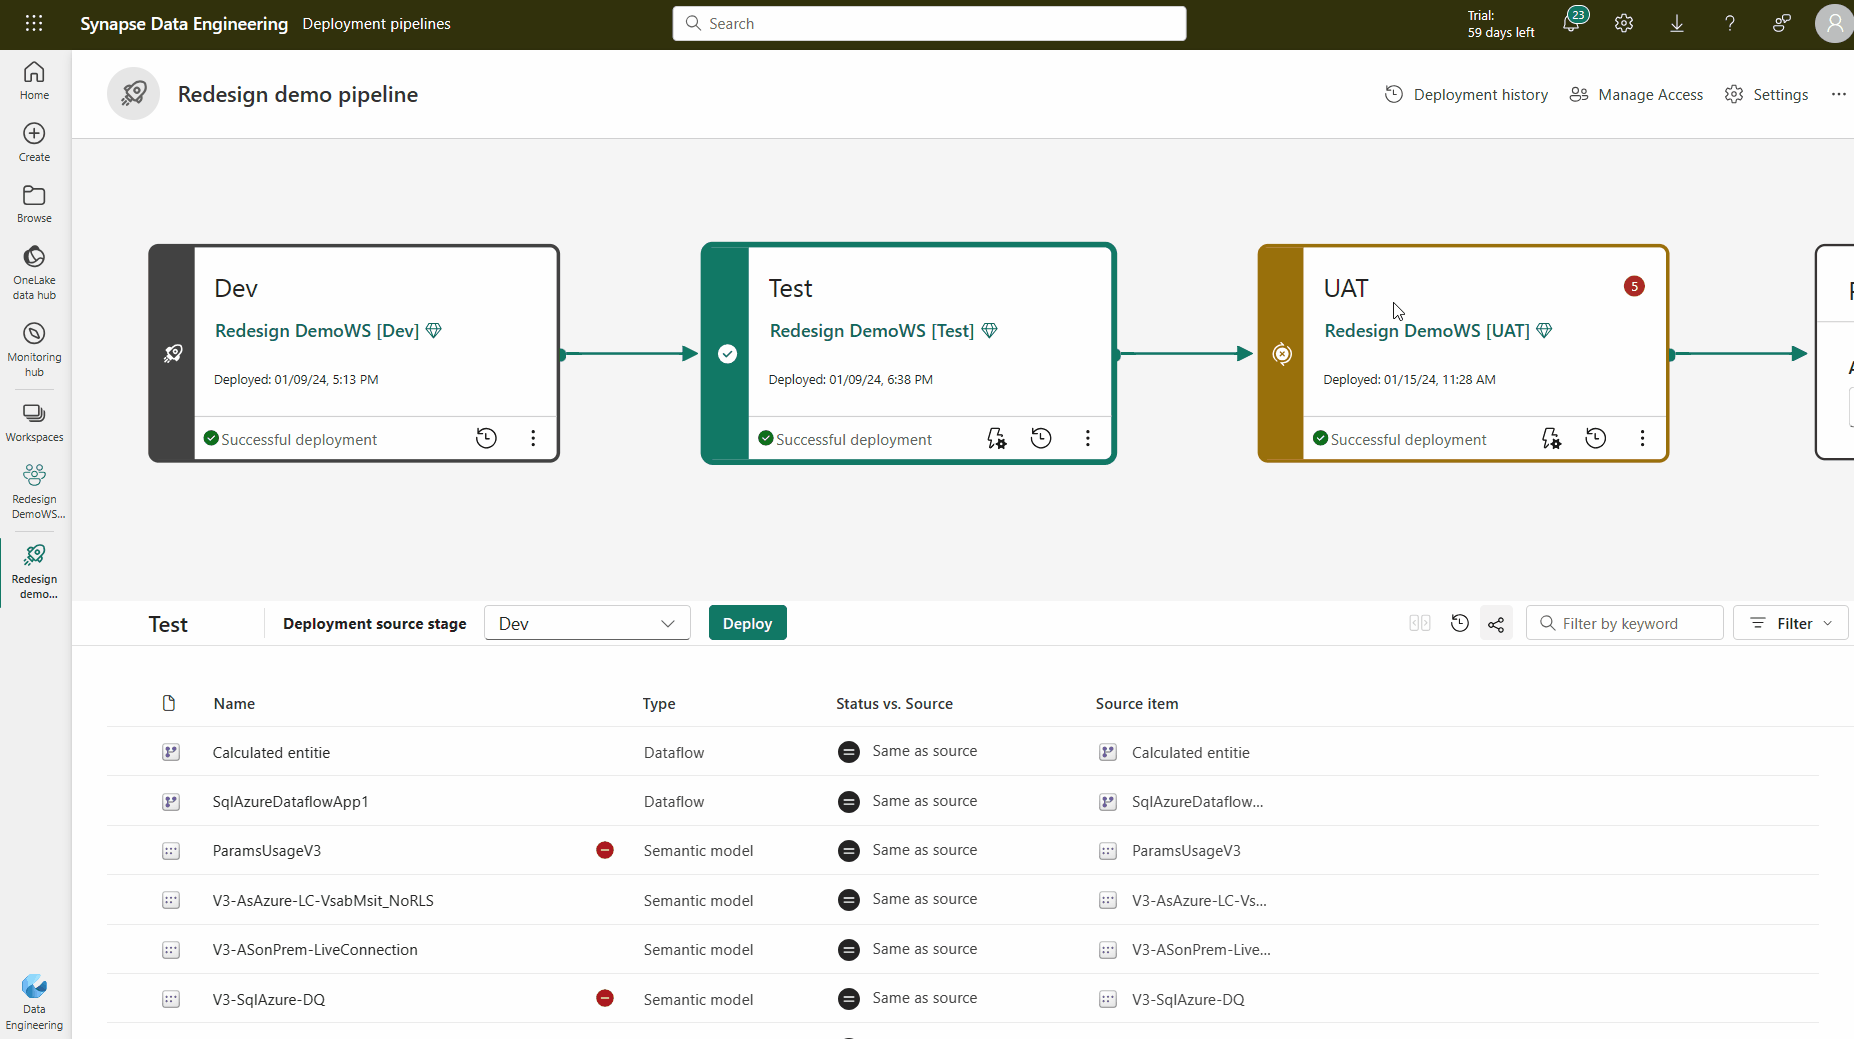 Synapse Data Engineering Deployment pipelines Search Trial:
59 days left 23
Home
Create
Browse
OneLake
data hub
Monitoring
hub
Workspaces
Redesign
DemoWS...
Redesign
demo...
Data
Engineering
Redesign demo pipeline Deployment history Manage Access Settings
Dev
Redesign DemoWS [Dev]
Deployed: 01/09/24, 5:13 PM
Successful deployment
Test
Redesign DemoWS [Test]
Deployed: 01/09/24, 6:38 PM
Successful deployment
UAT 5
Redesign DemoWS [UAT]
Deployed: 01/15/24, 11:28 AM
Successful deployment
Test Deployment source stage Dev Deploy Filter by keyword Filter
Name Type Status vs. Source Source item
Calculated entitie Dataflow Same as source Calculated entitie
SqlAzureDataflowApp1 Dataflow Same as source SqlAzureDataflow...
ParamsUsageV3 Semantic model Same as source ParamsUsageV3
V3-AsAzure-LC-VsabMsit_NoRLS Semantic model Same as source V3-AsAzure-LC-Vs...
V3-ASonPrem-LiveConnection Semantic model Same as source V3-ASonPrem-Live...
V3-SqlAzure-DQ Semantic model Same as source V3-SqlAzure-DQ